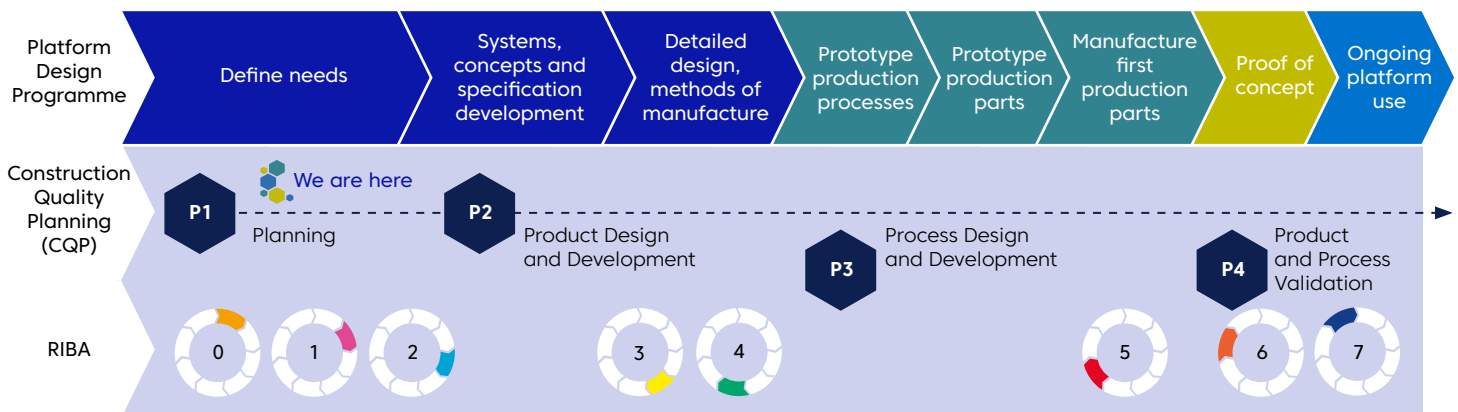 Platform
Design
Programme
Define needs
Systems,
concepts and
specification
development
Detailed
design,
methods of
manufacture
Prototype
production
processes
Prototype
production
parts
Manufacture
first
production
parts
Proof of
concept
Ongoing
platform
use
Construction
Quality
Planning
(CQP)
P1
We are here
Planning
P2
Product Design
and Development
P3
Process Design
and Development
P4
Product
and Process
Validation
RIBA
0
1
2
3
4
5
6
7